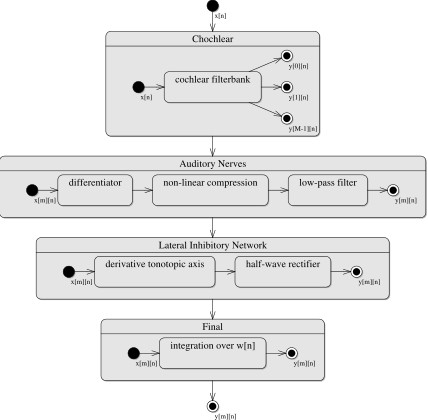 x[n]
Chochlear
cochlear filterbank
x[n]
y[0][n]
y[1][n]
y[M-1][n]
Auditory Nerves
differentiator
non-linear compression
low-pass filter
x[m][n]
y[m][n]
Lateral Inhibitory Network
derivative tonotopic axis
half-wave rectifier
x[m][n]
y[m][n]
Final
integration over w[n]
x[m][n]
y[m][n]
y[m][n]